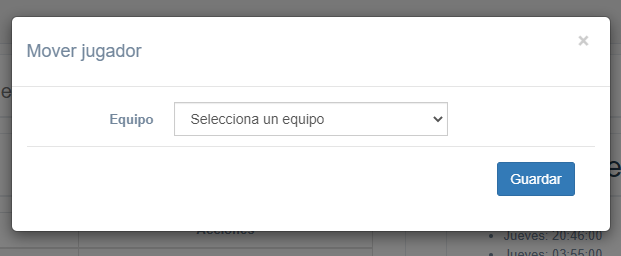 Mover jugador
×
Equipo
Selecciona un equipo
Guardar
Acciones
Jueves: 20:46:00
Jueves: 03:55:00